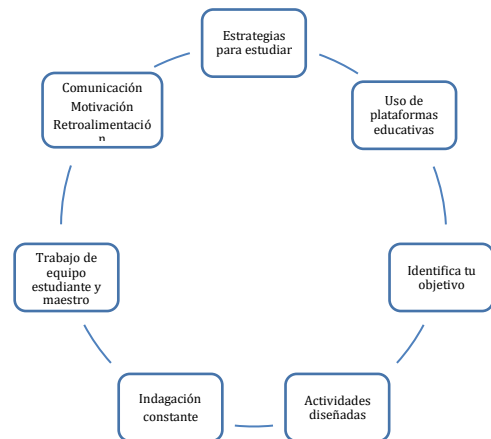 Estrategias
para estudiar
Uso de
plataformas
educativas
Identifica tu
objetivo
Actividades
diseñadas
Indagación
constante
Trabajo de
equipo
estudiante y
maestro
Comunicación
Motivación
Retroalimentació
n